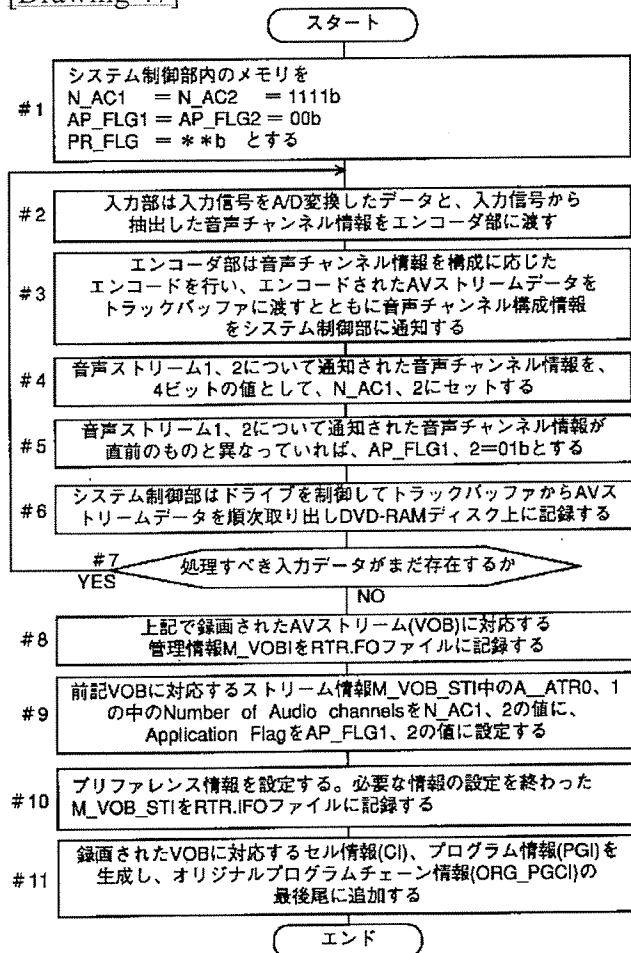 [Drawing 47]
スタート
#1
システム制御部内のメモリを
N_AC1 = N_AC2 = 1111b
AP_FLG1 = AP_FLG2 = 00b
PR_FLG = **b とする
#2
入力部は入力信号をA/D変換したデータと、入力信号から
抽出した音声チャンネル情報をエンコーダ部に渡す
#3
エンコーダ部は音声チャンネル情報を構成に応じた
エンコードを行い、エンコードされたAVストリームデータを
トラックバッファに渡すとともに音声チャンネル構成情報
をシステム制御部に通知する
#4
音声ストリーム1、2について通知された音声チャンネル情報を、
4ビットの値として、N_AC1、2にセットする
#5
音声ストリーム1、2について通知された音声チャンネル情報が
直前のものと異なっていれば、AP_FLG1、2=01bとする
#6
システム制御部はドライブを制御してトラックバッファからAVス
トリームデータを順次取り出しDVD-RAMディスク上に記録する
#7
YES
処理すべき入力データがまだ存在するか
NO
#8
上記で録画されたAVストリーム(VOB)に対応する
管理情報M_VOBIをRTR.FOファイルに記録する
#9
前記VOBに対応するストリーム情報M_VOB_STI中のA__ATR0、1
の中のNumber of Audio channelsをN_AC1、2の値に、
Application FlagをAP_FLG1、2の値に設定する
#10
プリファレンス情報を設定する。必要な情報の設定を終わった
M_VOB_STIをRTR.IFOファイルに記録する
#11
録画されたVOBに対応するセル情報(CI)、プログラム情報(PGI)を
生成し、オリジナルプログラムチェーン情報(ORG_PGCI)の
最後尾に追加する
エンド